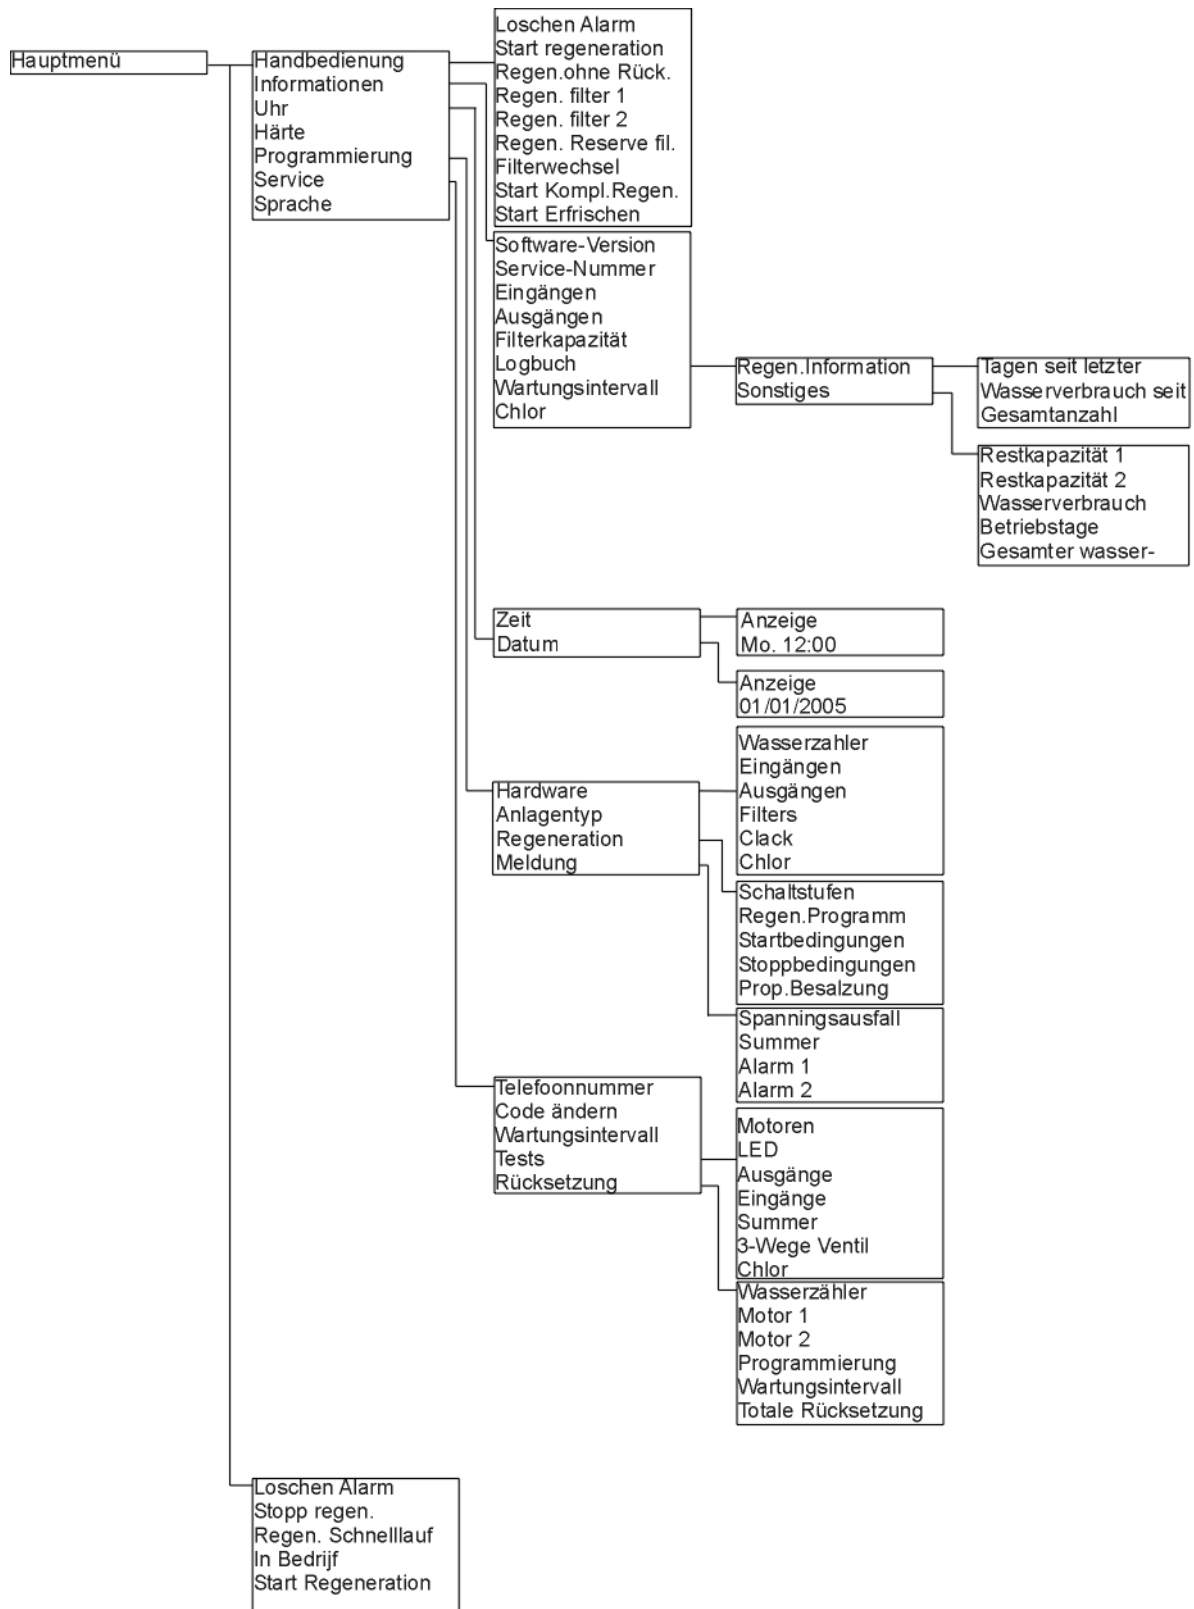 Hauptmenü
Handbedienung
Informationen
Uhr
Härte
Programmierung
Service
Sprache
Loschen Alarm
Start regeneration
Regen.ohne Rück.
Regen. filter 1
Regen. filter 2
Regen. Reserve fil.
Filterwechsel
Start Kompl.Regen.
Start Erfrischen
Software-Version
Service-Nummer
Eingängen
Ausgängen
Filterkapazität
Logbuch
Wartungsintervall
Chlor
Regen.Information
Sonstiges
Tagen seit letzter
Wasserverbrauch seit
Gesamtanzahl
Restkapazität 1
Restkapazität 2
Wasserverbrauch
Betriebstage
Gesamter wasser-
Zeit
Datum
Anzeige
Mo. 12:00
Anzeige
01/01/2005
Hardware
Anlagentyp
Regeneration
Meldung
Wasserzahler
Eingängen
Ausgängen
Filters
Clack
Chlor
Schaltstufen
Regen.Programm
Startbedingungen
Stoppbedingungen
Prop.Besalzung
Spanningsausfall
Summer
Alarm 1
Alarm 2
Telefoonnummer
Code ändern
Wartungsintervall
Tests
Rücksetzung
Motoren
LED
Ausgänge
Eingänge
Summer
3-Wege Ventil
Chlor
Wasserzähler
Motor 1
Motor 2
Programmierung
Wartungsintervall
Totale Rücksetzung
Loschen Alarm
Stopp regen.
Regen. Schnelllauf
In Bedrijf
Start Regeneration